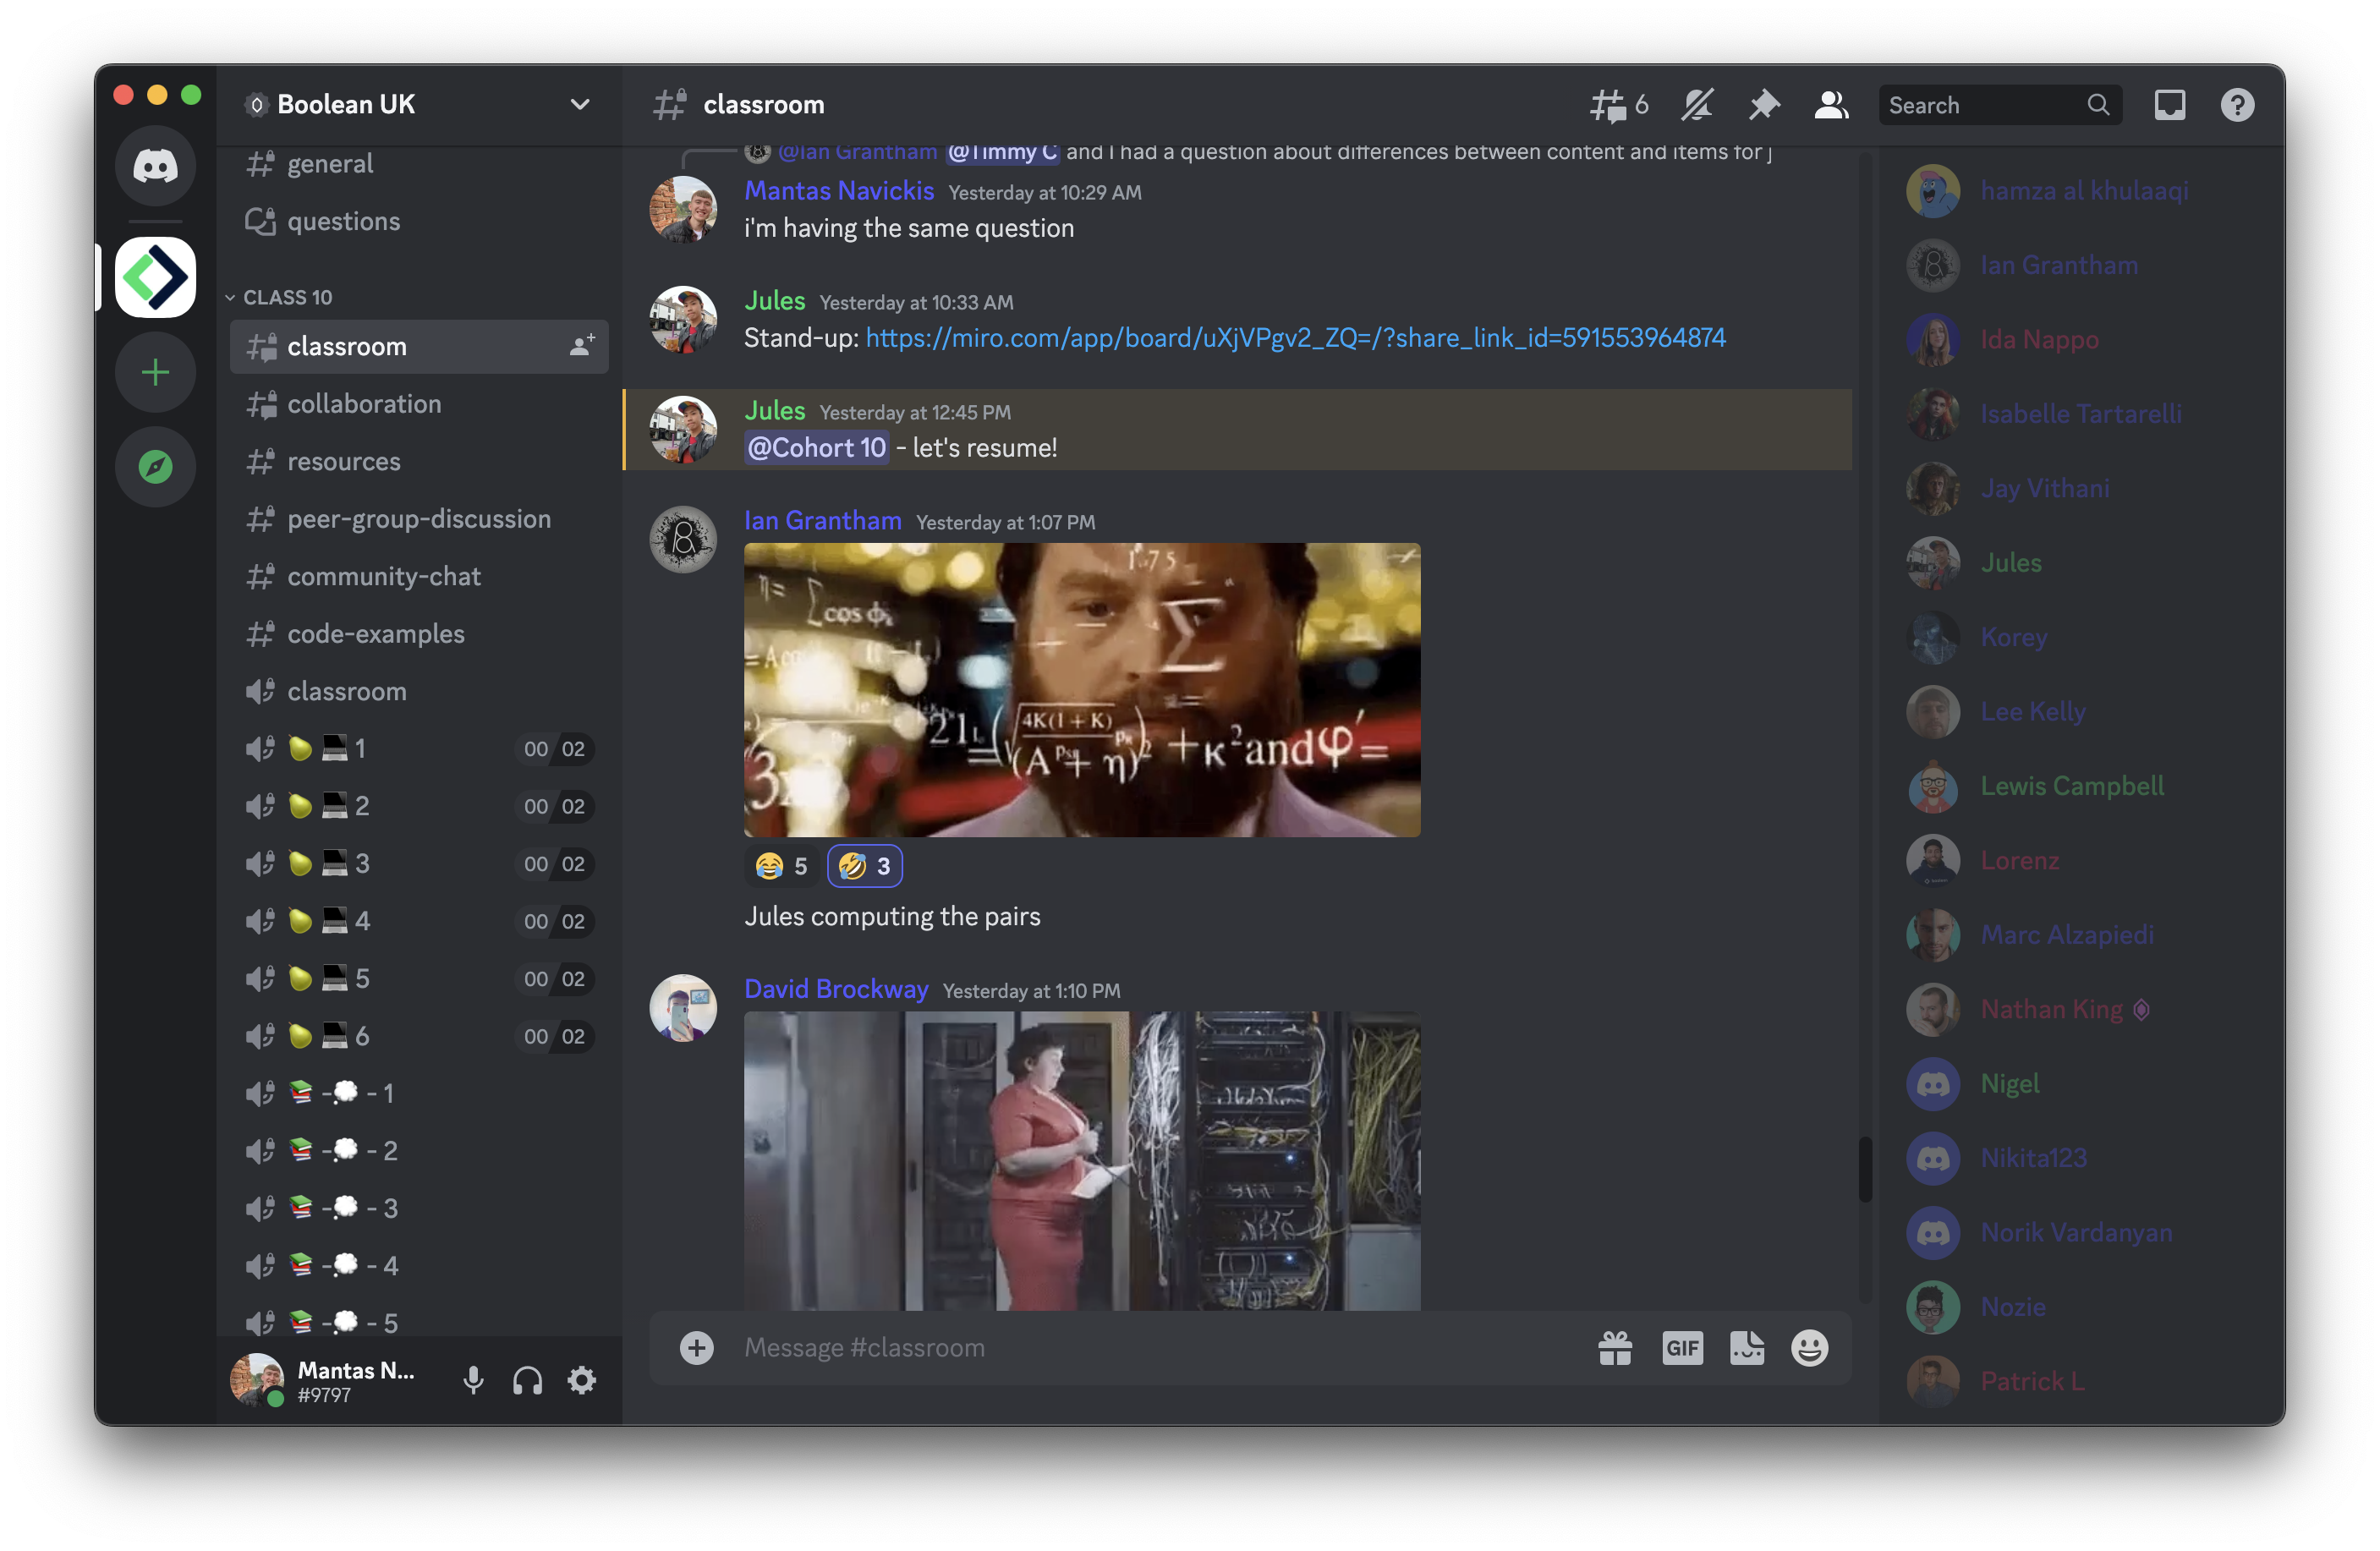 Boolean UK
general
questions
CLASS 10
classroom
collaboration
resources
peer-group-discussion
community-chat
code-examples
classroom
🍐 💻 1 00 02
🍐 💻 2 00 02
🍐 💻 3 00 02
🍐 💻 4 00 02
🍐 💻 5 00 02
🍐 💻 6 00 02
📚 -💭 - 1
📚 -💭 - 2
📚 -💭 - 3
📚 -💭 - 4
📚 -💭 - 5
Mantas N...
#9797
classroom
6
Search
@Ian Grantham @Timmy C and I had a question about differences between content and items for j
Mantas Navickis Yesterday at 10:29 AM
i'm having the same question
Jules Yesterday at 10:33 AM
Stand-up: https://miro.com/app/board/uXjVPgv2_ZQ=/?share_link_id=591553964874
Jules Yesterday at 12:45 PM
@Cohort 10 - let's resume!
Ian Grantham Yesterday at 1:07 PM
1.75
cos
4K(1+K)
+κ²andφ′=
😂 5 🤣 3
Jules computing the pairs
David Brockway Yesterday at 1:10 PM
Message #classroom
GIF
hamza al khulaaqi
Ian Grantham
Ida Nappo
Isabelle Tartarelli
Jay Vithani
Jules
Korey
Lee Kelly
Lewis Campbell
Lorenz
Marc Alzapiedi
Nathan King
Nigel
Nikita123
Norik Vardanyan
Nozie
Patrick L